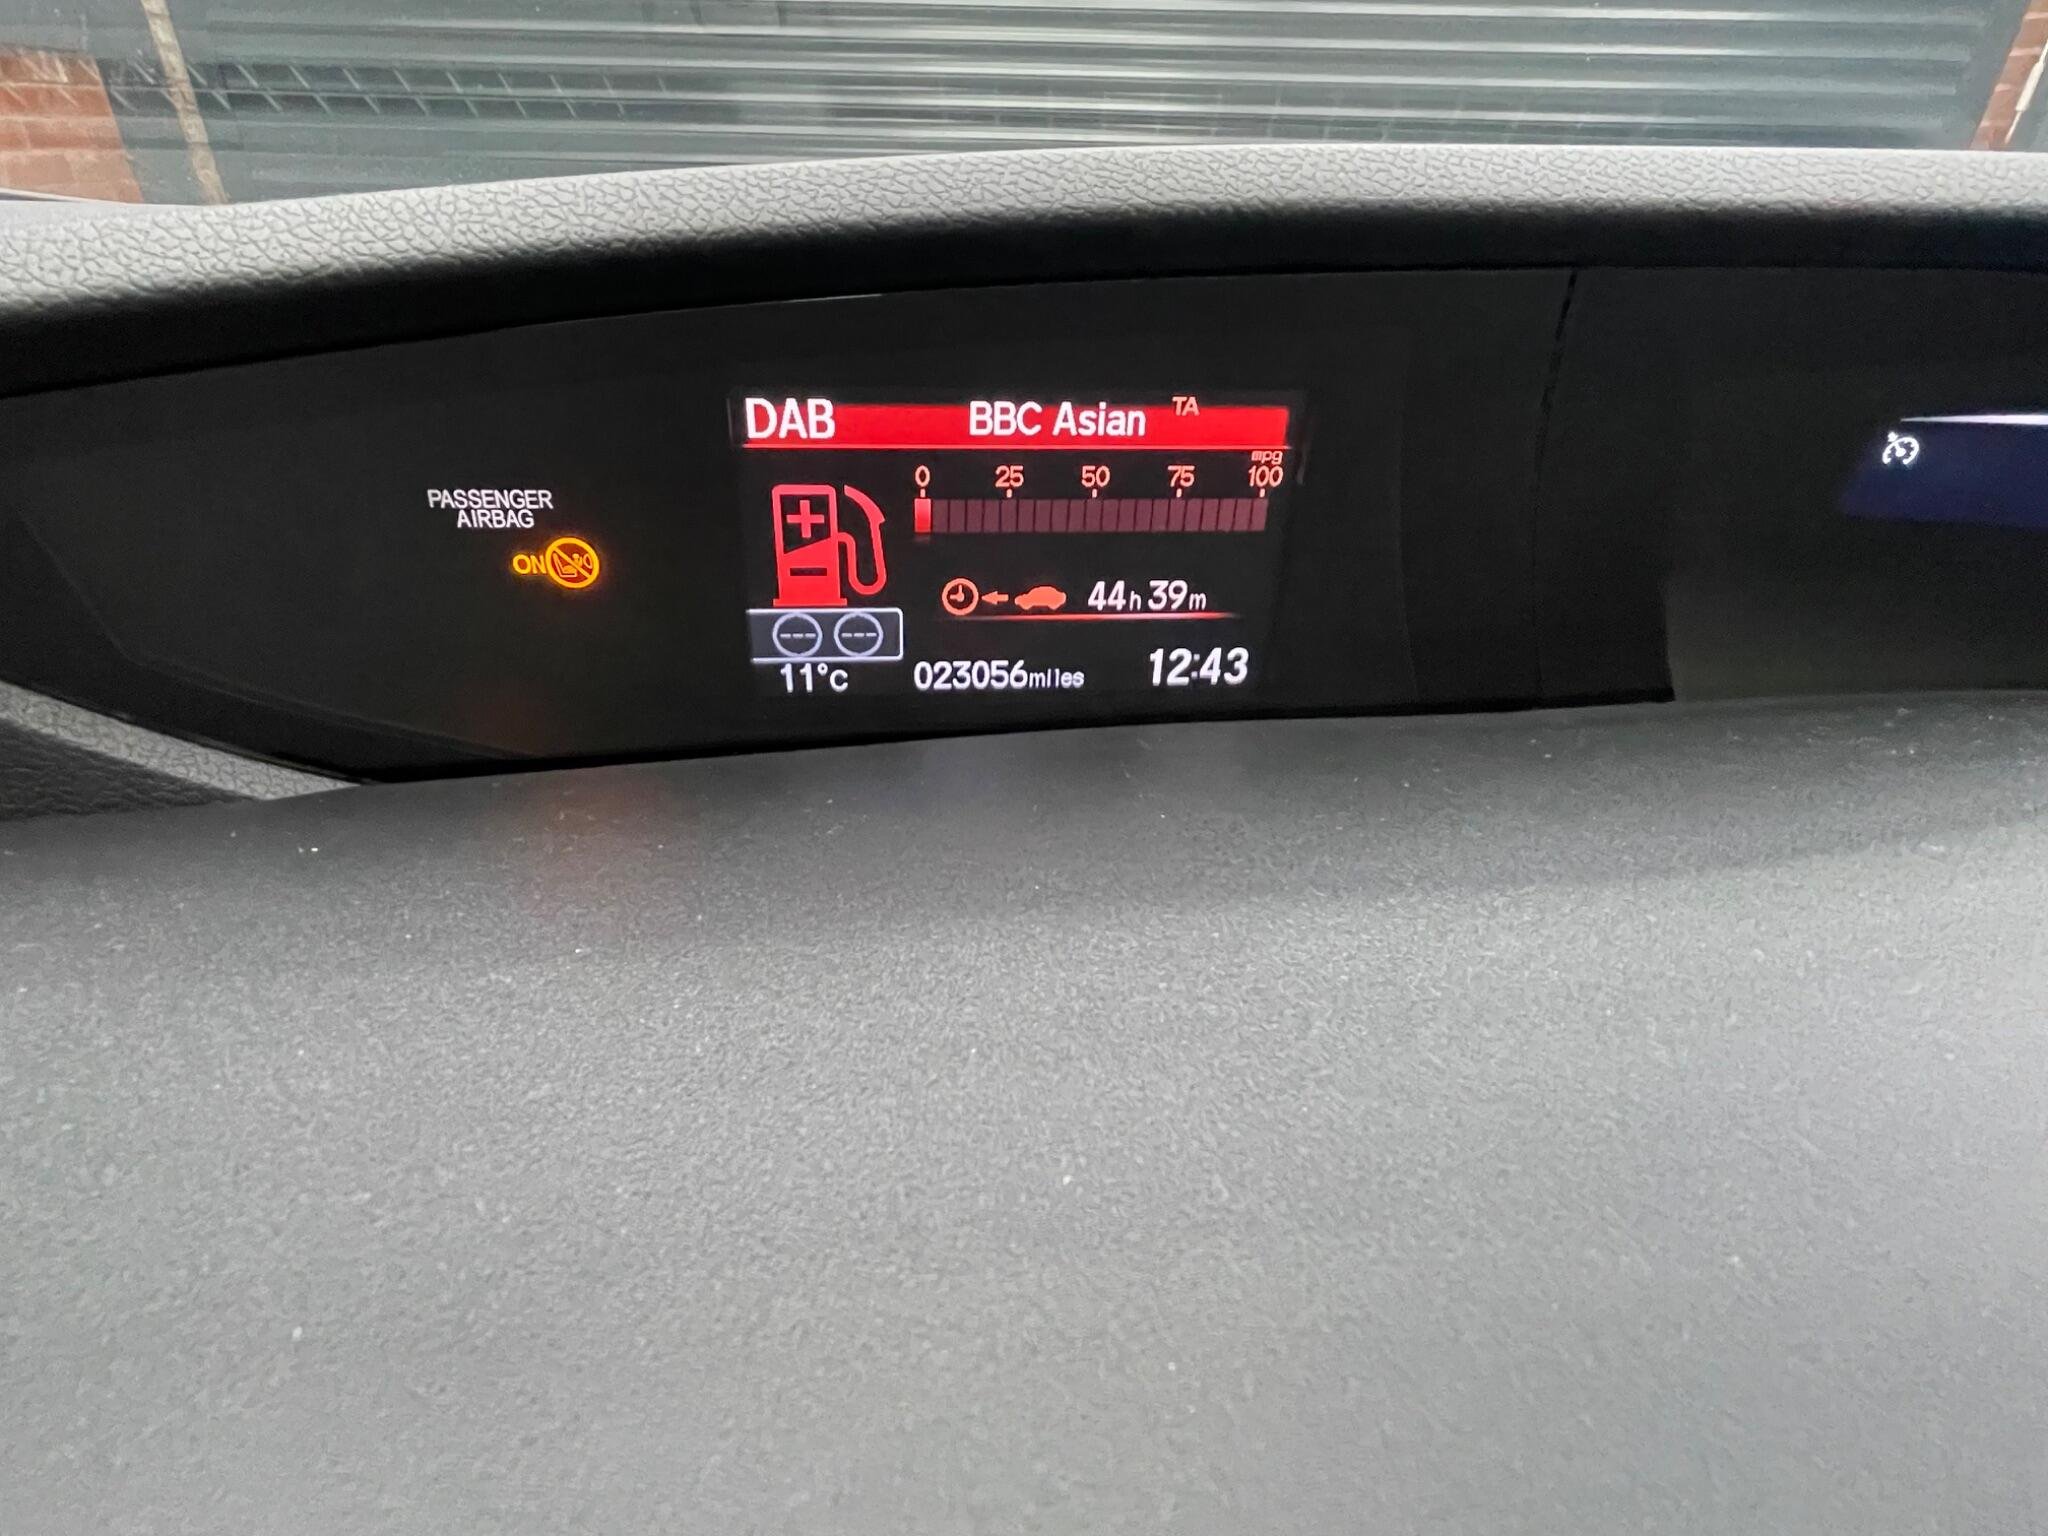 DAB BBC Asian TA
mpg
0 25 50 75 100
PASSENGER
AIRBAG
ON
44h 39m
--- ---
11°C 023056miles 12:43